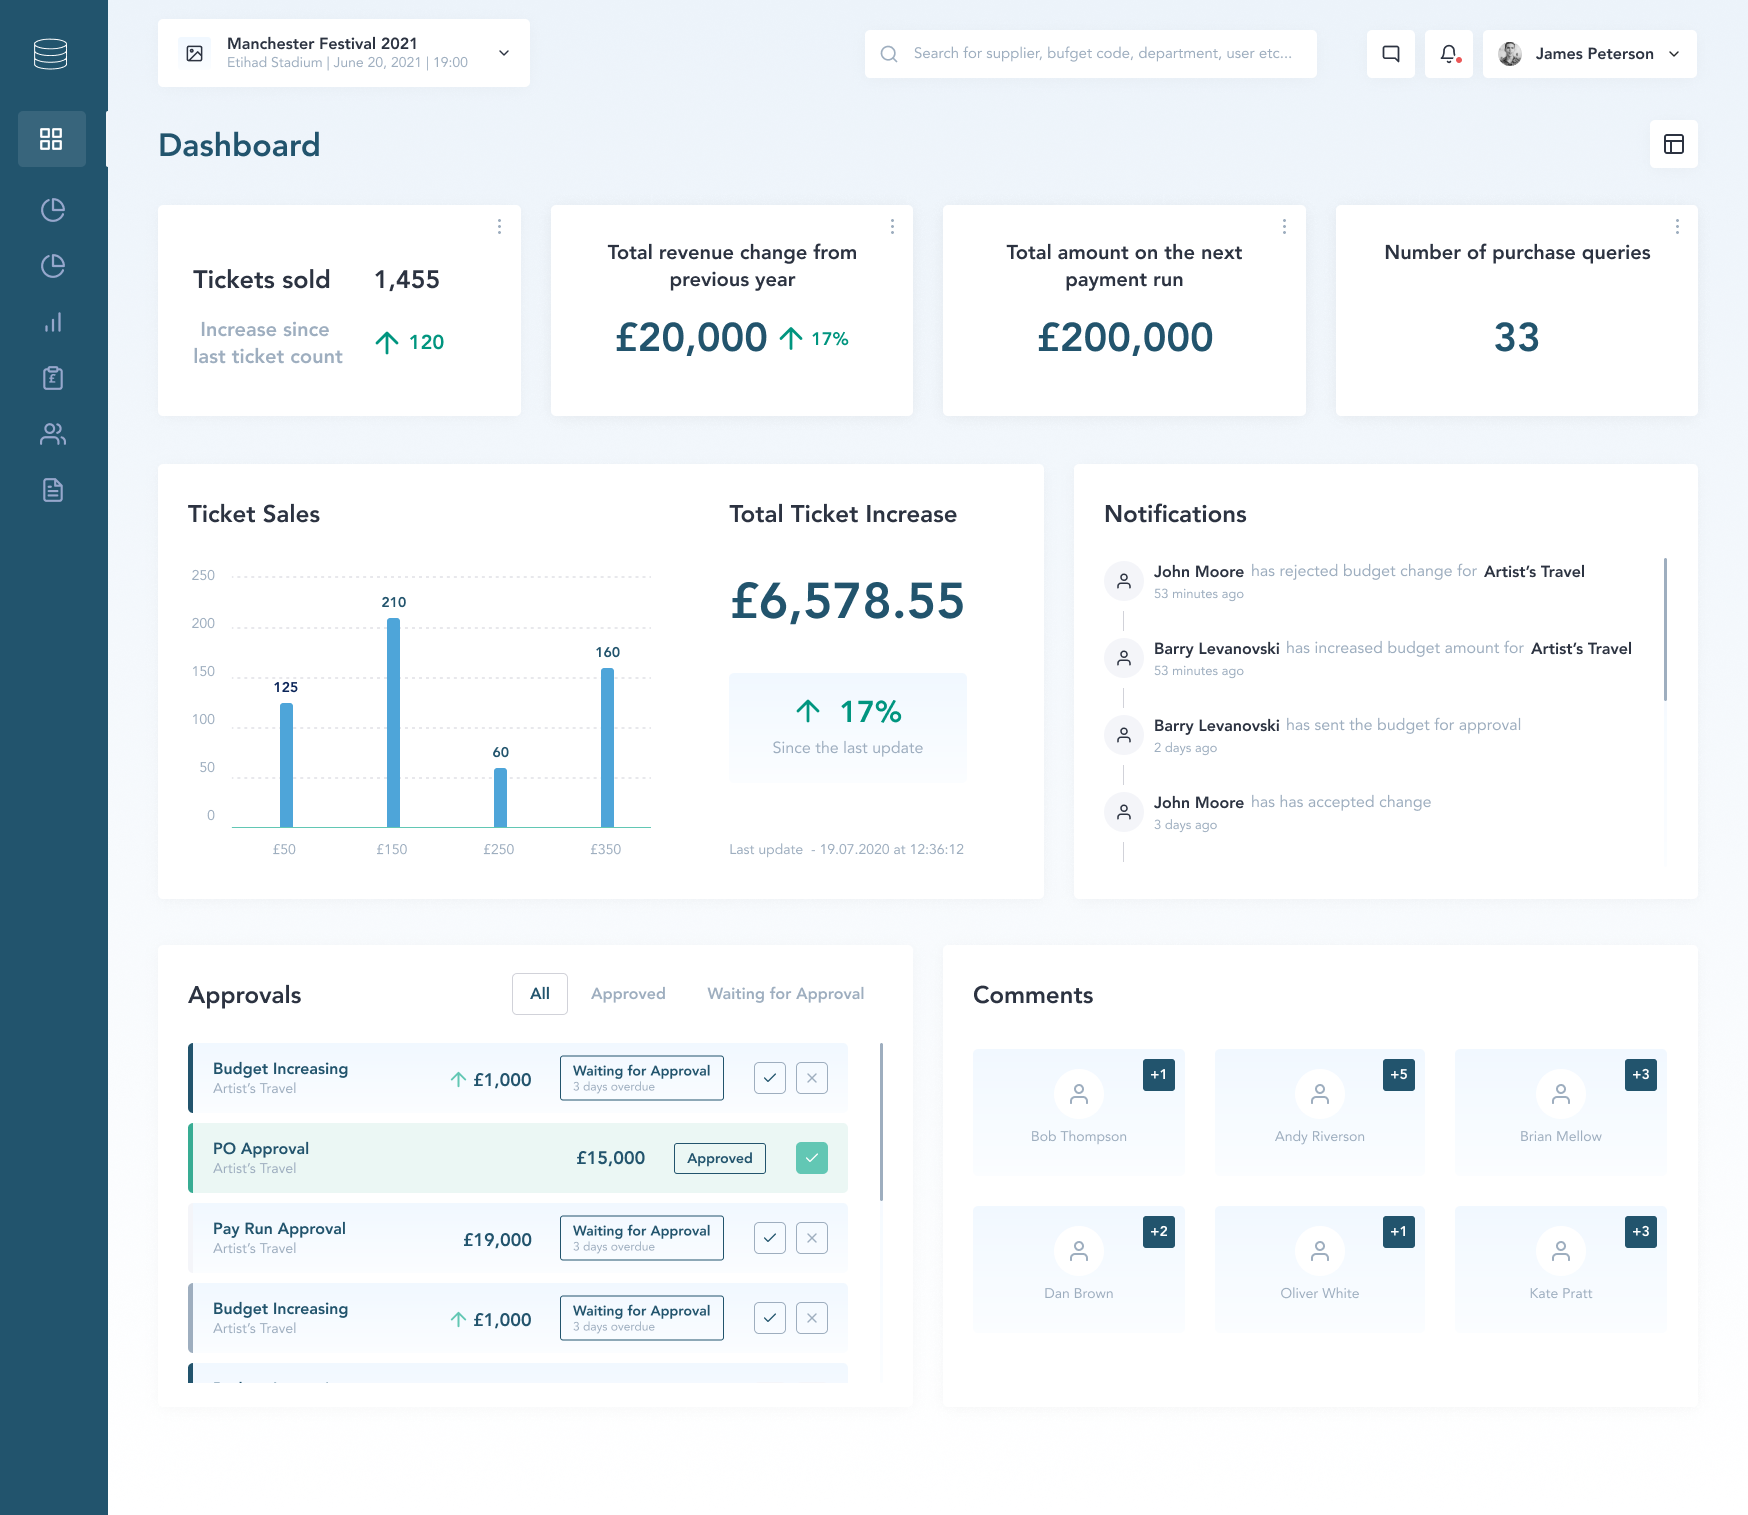 Manchester Festival 2021
Etihad Stadium | June 20, 2021 | 19:00
Search for supplier, bufget code, department, user etc...
James Peterson
Dashboard
Tickets sold 1,455
Increase since
last ticket count
120
Total revenue change from
previous year
£20,000 17%
Total amount on the next
payment run
£200,000
Number of purchase queries
33
Ticket Sales
250
200
150
100
50
0
125
210
60
160
£50 £150 £250 £350
Total Ticket Increase
£6,578.55
17%
Since the last update
Last update - 19.07.2020 at 12:36:12
Notifications
John Moore has rejected budget change for Artist’s Travel
53 minutes ago
Barry Levanovski has increased budget amount for Artist’s Travel
53 minutes ago
Barry Levanovski has sent the budget for approval
2 days ago
John Moore has has accepted change
3 days ago
Approvals
All Approved Waiting for Approval
Budget Increasing
Artist’s Travel
£1,000
Waiting for Approval
3 days overdue
PO Approval
Artist’s Travel
£15,000
Approved
Pay Run Approval
Artist’s Travel
£19,000
Waiting for Approval
3 days overdue
Budget Increasing
Artist’s Travel
£1,000
Waiting for Approval
3 days overdue
Comments
+1
Bob Thompson
+5
Andy Riverson
+3
Brian Mellow
+2
Dan Brown
+1
Oliver White
+3
Kate Pratt